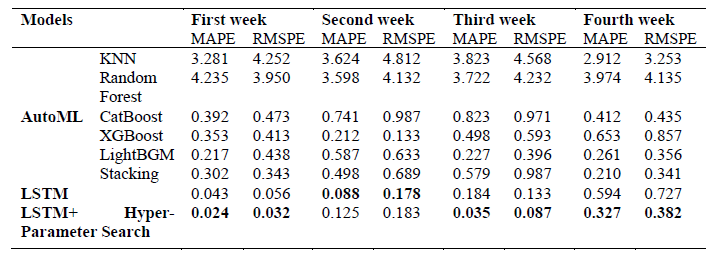 Models First week Second week Third week Fourth week
MAPE RMSPE MAPE RMSPE MAPE RMSPE MAPE RMSPE
KNN 3.281 4.252 3.624 4.812 3.823 4.568 2.912 3.253
Random 4.235 3.950 3.598 4.132 3.722 4.232 3.974 4.135
Forest
AutoML CatBoost 0.392 0.473 0.741 0.987 0.823 0.971 0.412 0.435
XGBoost 0.353 0.413 0.212 0.133 0.498 0.593 0.653 0.857
LightBGM 0.217 0.438 0.587 0.633 0.227 0.396 0.261 0.356
Stacking 0.302 0.343 0.498 0.689 0.579 0.987 0.210 0.341
LSTM 0.043 0.056 0.088 0.178 0.184 0.133 0.594 0.727
LSTM+ Hyper- 0.024 0.032 0.125 0.183 0.035 0.087 0.327 0.382
Parameter Search